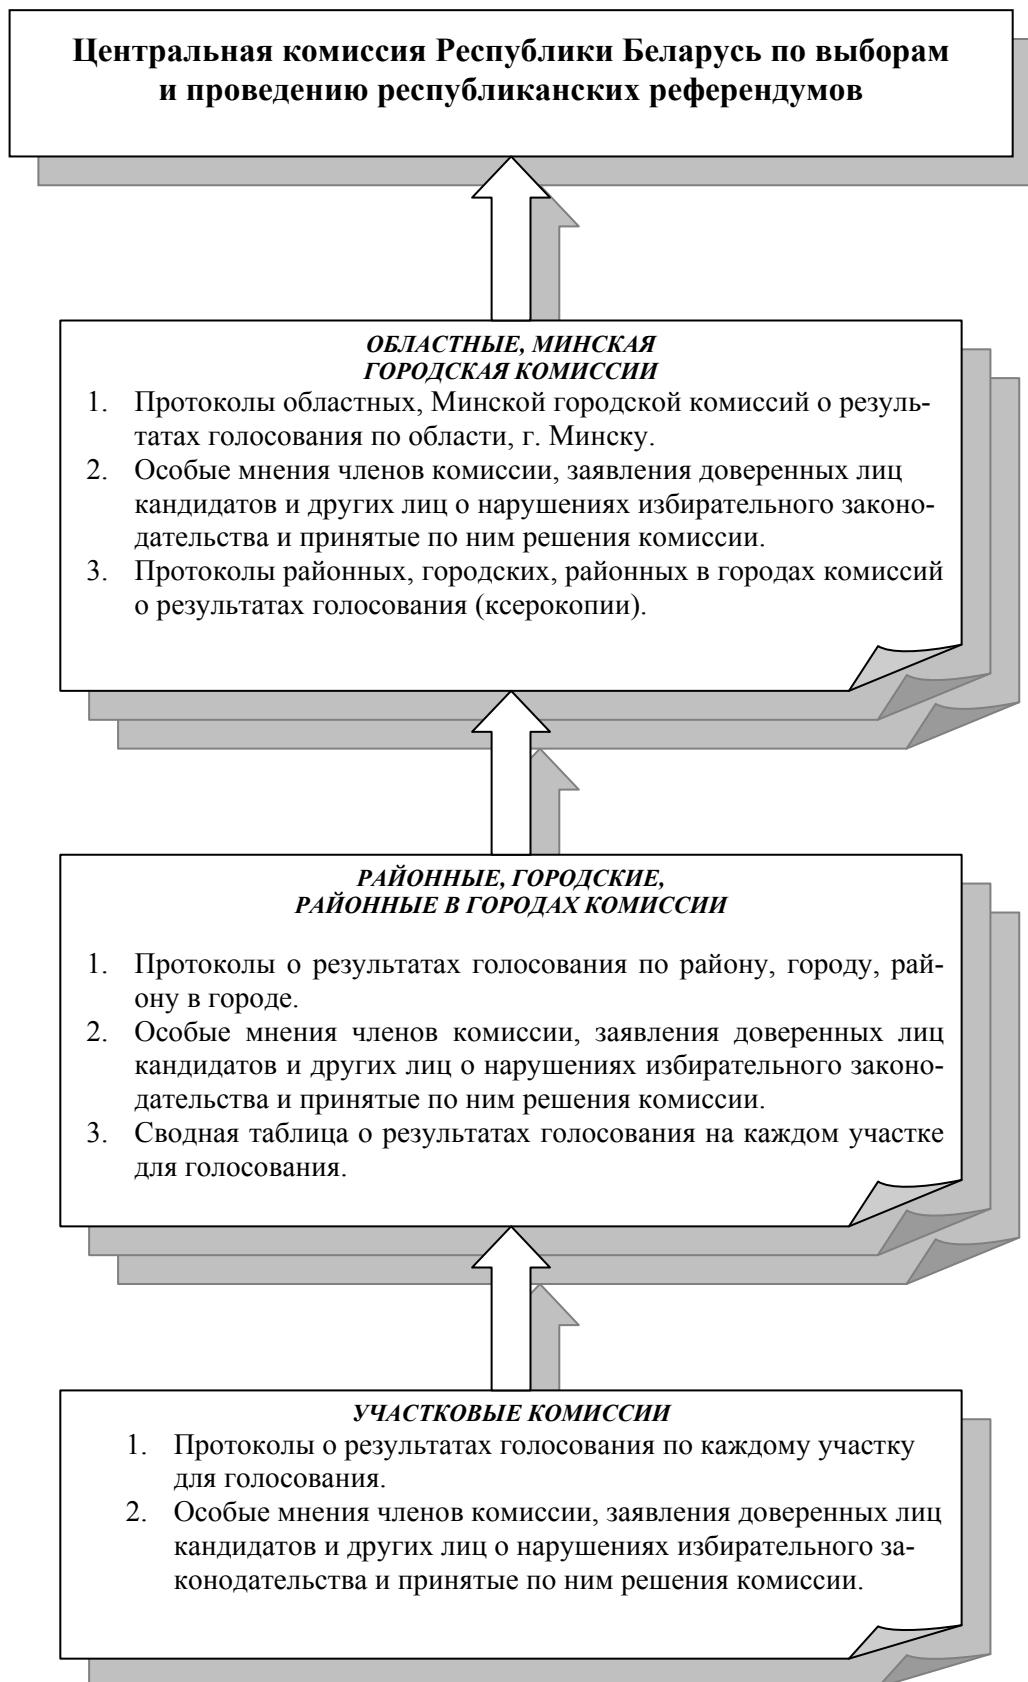 Центральная комиссия Республики Беларусь по выборам
и проведению республиканских референдумов
ОБЛАСТНЫЕ, МИНСКАЯ
ГОРОДСКАЯ КОМИССИИ
1. Протоколы областных, Минской городской комиссий о резуль-
татах голосования по области, г. Минску.
2. Особые мнения членов комиссии, заявления доверенных лиц
кандидатов и других лиц о нарушениях избирательного законо-
дательства и принятые по ним решения комиссии.
3. Протоколы районных, городских, районных в городах комиссий
о результатах голосования (ксерокопии).
РАЙОННЫЕ, ГОРОДСКИЕ,
РАЙОННЫЕ В ГОРОДАХ КОМИССИИ
1. Протоколы о результатах голосования по району, городу, рай-
ону в городе.
2. Особые мнения членов комиссии, заявления доверенных лиц
кандидатов и других лиц о нарушениях избирательного законо-
дательства и принятые по ним решения комиссии.
3. Сводная таблица о результатах голосования на каждом участке
для голосования.
УЧАСТКОВЫЕ КОМИССИИ
1. Протоколы о результатах голосования по каждому участку
для голосования.
2. Особые мнения членов комиссии, заявления доверенных лиц
кандидатов и других лиц о нарушениях избирательного за-
конодательства и принятые по ним решения комиссии.